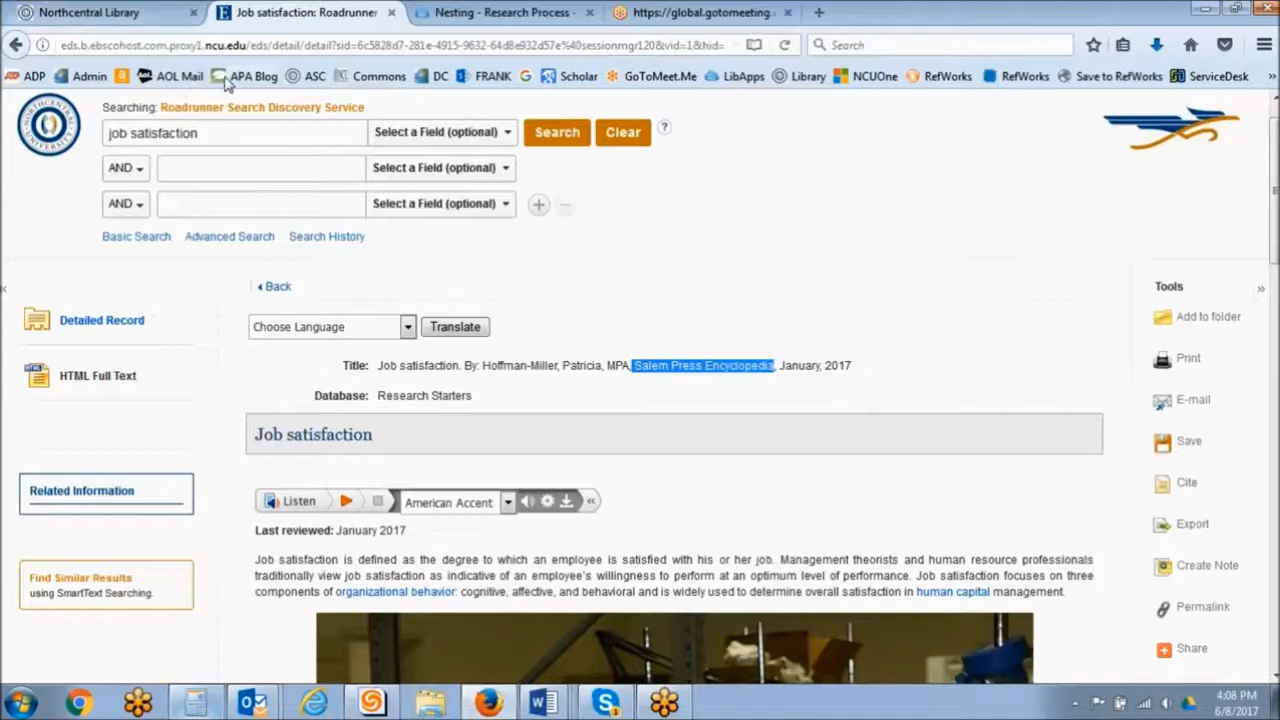 Northcentral Library ×
Job satisfaction: Roadrunner ×
Nesting - Research Process - ×
https://global.gotomeeting.c ×
eds.b.ebscohost.com.proxy1.ncu.edu/eds/detail/detail?sid=6c5828d7-281e-4915-9632-64d8e932d57e%40sessionmgr120&vid=1&hid=
Search
ADP Admin AOL Mail APA Blog ASC Commons DC FRANK Scholar GoToMeet.Me LibApps Library NCUOne RefWorks RefWorks Save to RefWorks ServiceDesk
Searching: Roadrunner Search Discovery Service
job satisfaction Select a Field (optional) Search Clear ?
AND Select a Field (optional)
AND Select a Field (optional)
Basic Search Advanced Search Search History
Back
Detailed Record
HTML Full Text
Related Information
Find Similar Results
using SmartText Searching.
Choose Language Translate
Title: Job satisfaction. By: Hoffman-Miller, Patricia, MPA, Salem Press Encyclopedia, January, 2017
Database: Research Starters
Job satisfaction
Listen American Accent
Last reviewed: January 2017
Job satisfaction is defined as the degree to which an employee is satisfied with his or her job. Management theorists and human resource professionals
traditionally view job satisfaction as indicative of an employee's willingness to perform at an optimum level of performance. Job satisfaction focuses on three
components of organizational behavior: cognitive, affective, and behavioral and is widely used to determine overall satisfaction in human capital management.
Tools
Add to folder
Print
E-mail
Save
Cite
Export
Create Note
Permalink
Share
4:08 PM
6/8/2017